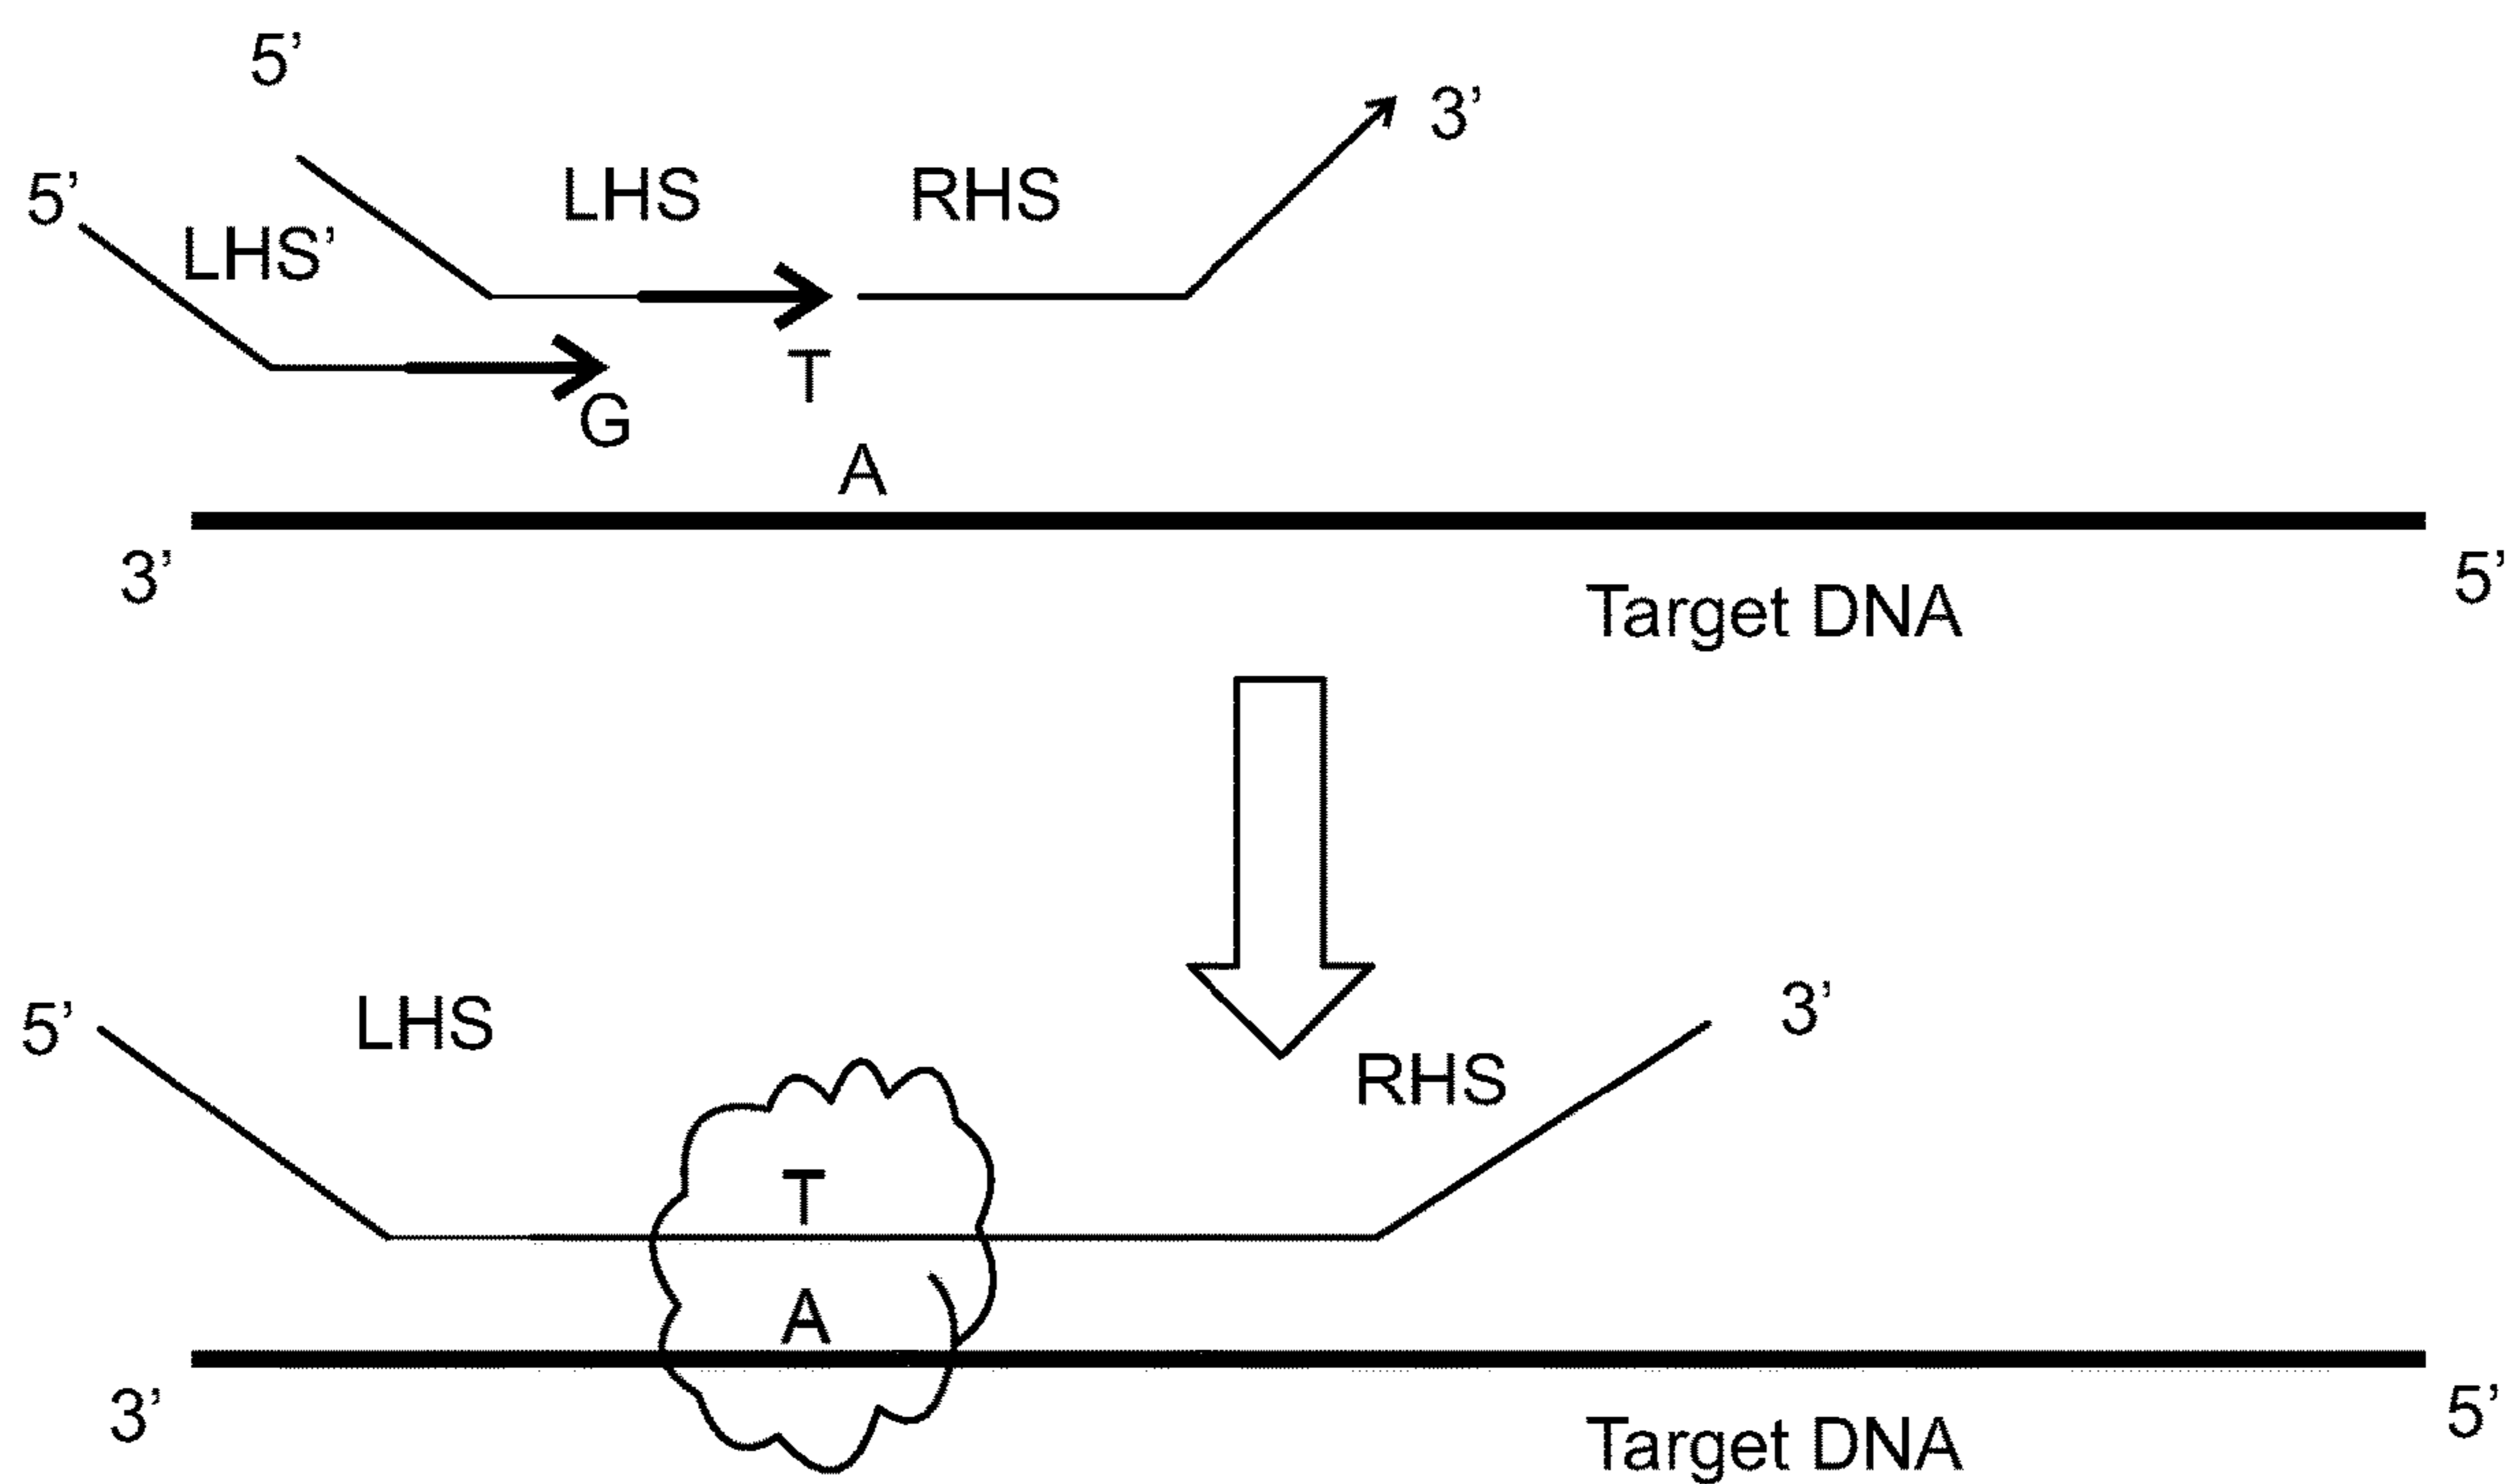 5’
3’
5’
LHS
RHS
LHS’
T
G
A
3’
5’
Target DNA
5’
LHS
3’
RHS
T
A
3’
5’
Target DNA